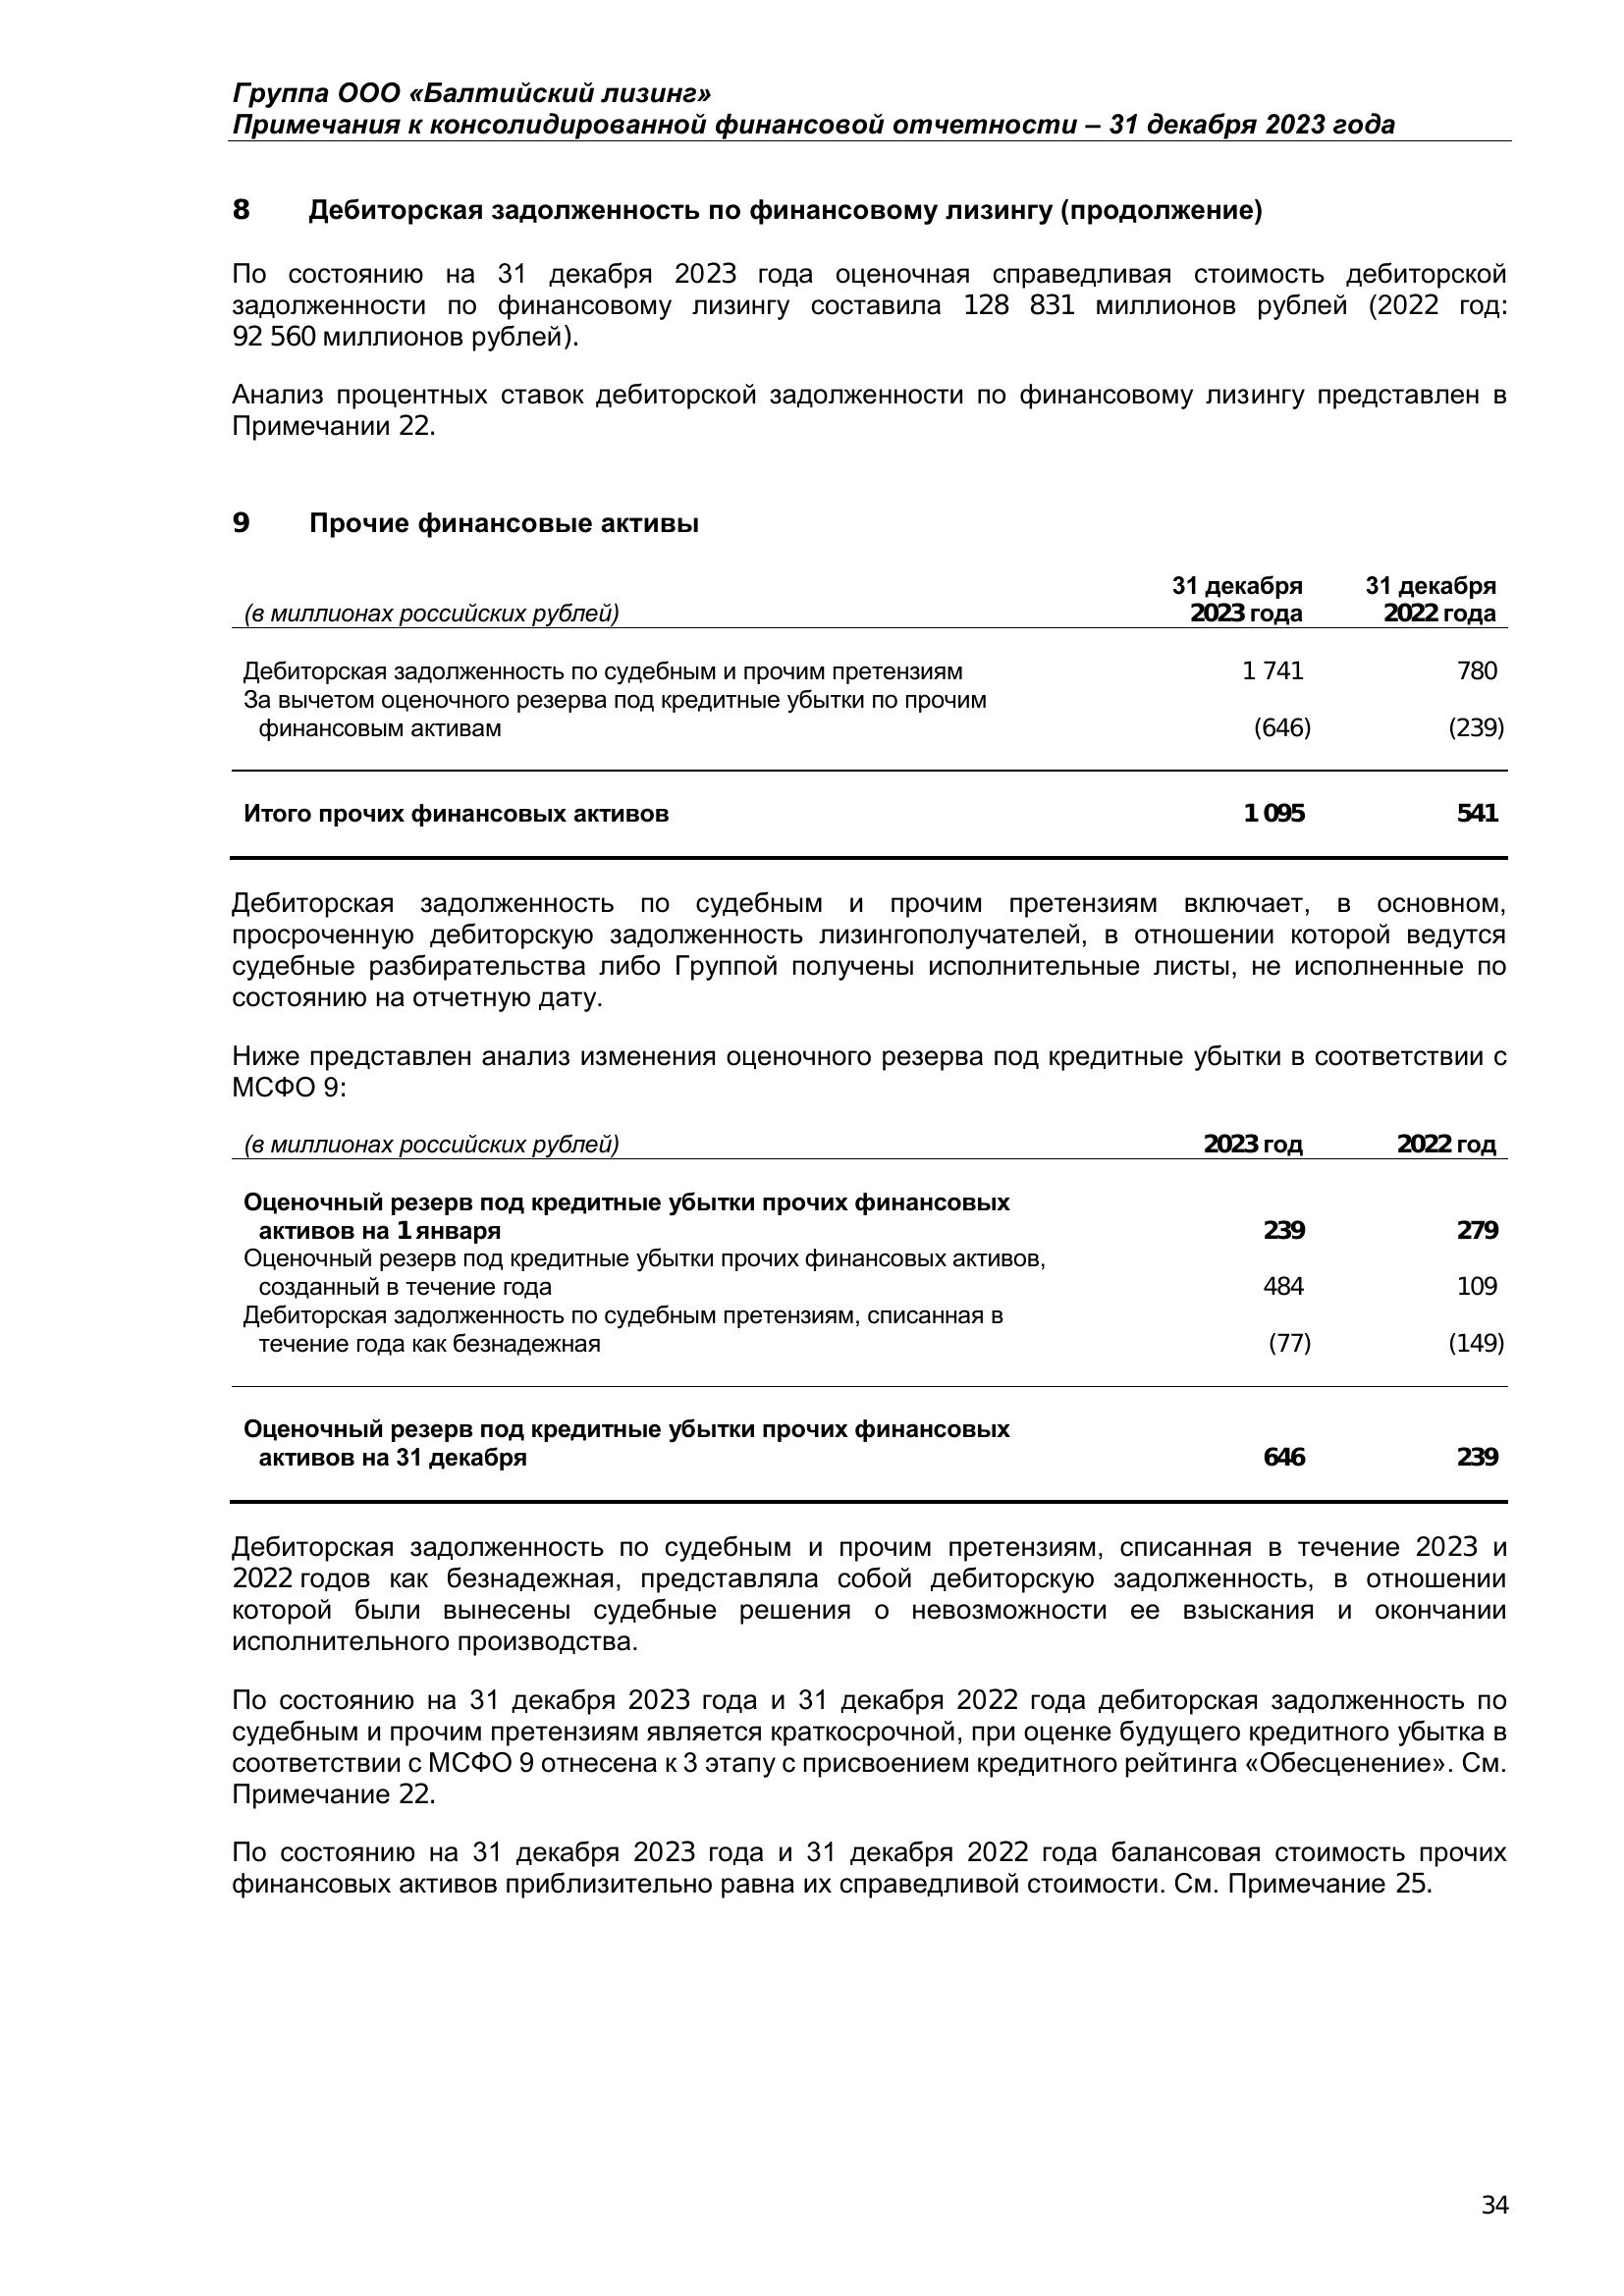 Группа ООО «Балтийский лизинг»
Примечания к консолидированной финансовой отчетности – 31 декабря 2023 года
8 Дебиторская задолженность по финансовому лизингу (продолжение)
По состоянию на 31 декабря 2023 года оценочная справедливая стоимость дебиторской
задолженности по финансовому лизингу составила 128 831 миллионов рублей (2022 год:
92 560 миллионов рублей).
Анализ процентных ставок дебиторской задолженности по финансовому лизингу представлен в
Примечании 22.
9 Прочие финансовые активы
31 декабря 31 декабря
(в миллионах российских рублей) 2023 года 2022 года
Дебиторская задолженность по судебным и прочим претензиям 1 741 780
За вычетом оценочного резерва под кредитные убытки по прочим
финансовым активам (646) (239)
Итого прочих финансовых активов 1 095 541
Дебиторская задолженность по судебным и прочим претензиям включает, в основном,
просроченную дебиторскую задолженность лизингополучателей, в отношении которой ведутся
судебные разбирательства либо Группой получены исполнительные листы, не исполненные по
состоянию на отчетную дату.
Ниже представлен анализ изменения оценочного резерва под кредитные убытки в соответствии с
МСФО 9:
(в миллионах российских рублей) 2023 год 2022 год
Оценочный резерв под кредитные убытки прочих финансовых
активов на 1 января 239 279
Оценочный резерв под кредитные убытки прочих финансовых активов,
созданный в течение года 484 109
Дебиторская задолженность по судебным претензиям, списанная в
течение года как безнадежная (77) (149)
Оценочный резерв под кредитные убытки прочих финансовых
активов на 31 декабря 646 239
Дебиторская задолженность по судебным и прочим претензиям, списанная в течение 2023 и
2022 годов как безнадежная, представляла собой дебиторскую задолженность, в отношении
которой были вынесены судебные решения о невозможности ее взыскания и окончании
исполнительного производства.
По состоянию на 31 декабря 2023 года и 31 декабря 2022 года дебиторская задолженность по
судебным и прочим претензиям является краткосрочной, при оценке будущего кредитного убытка в
соответствии с МСФО 9 отнесена к 3 этапу с присвоением кредитного рейтинга «Обесценение». См.
Примечание 22.
По состоянию на 31 декабря 2023 года и 31 декабря 2022 года балансовая стоимость прочих
финансовых активов приблизительно равна их справедливой стоимости. См. Примечание 25.
34